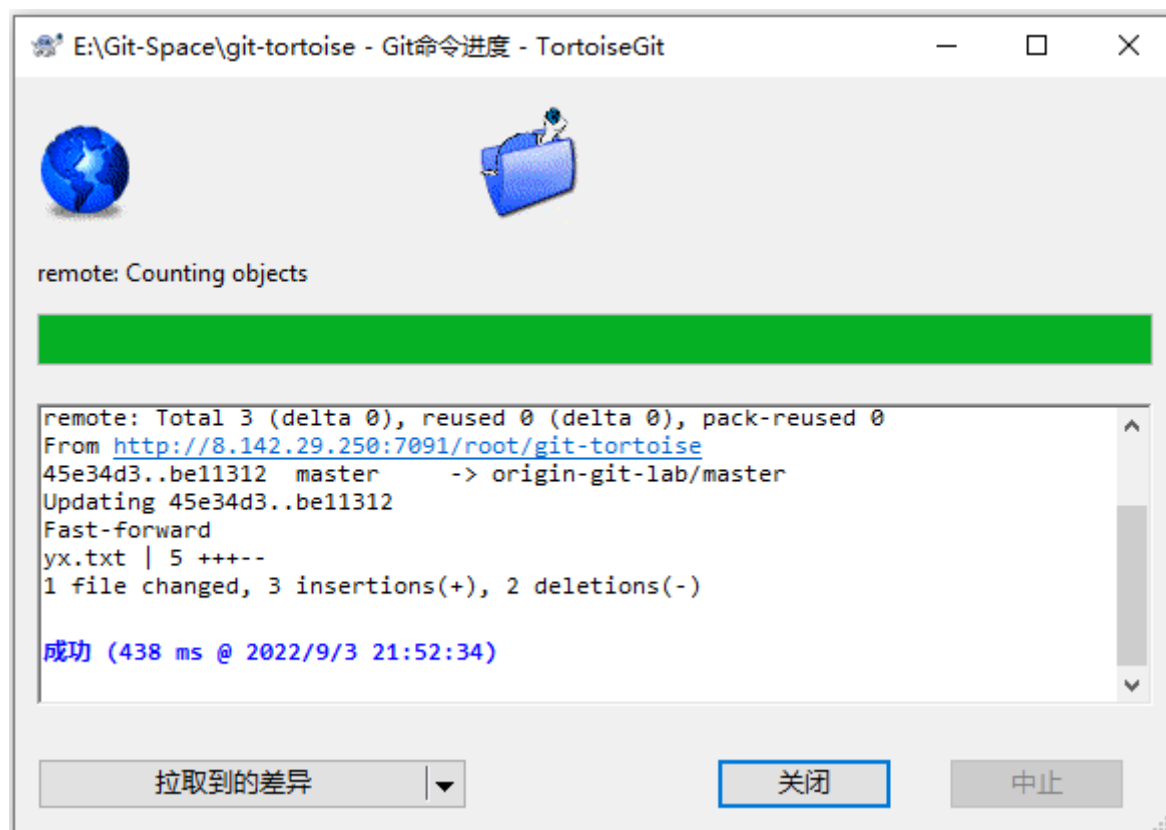 E:\Git-Space\git-tortoise - Git命令进度 - TortoiseGit
remote: Counting objects
remote: Total 3 (delta 0), reused 0 (delta 0), pack-reused 0
From http://8.142.29.250:7091/root/git-tortoise
45e34d3..be11312  master     -> origin-git-lab/master
Updating 45e34d3..be11312
Fast-forward
yx.txt | 5 +++--
1 file changed, 3 insertions(+), 2 deletions(-)
成功 (438 ms @ 2022/9/3 21:52:34)
拉取到的差异
关闭
中止